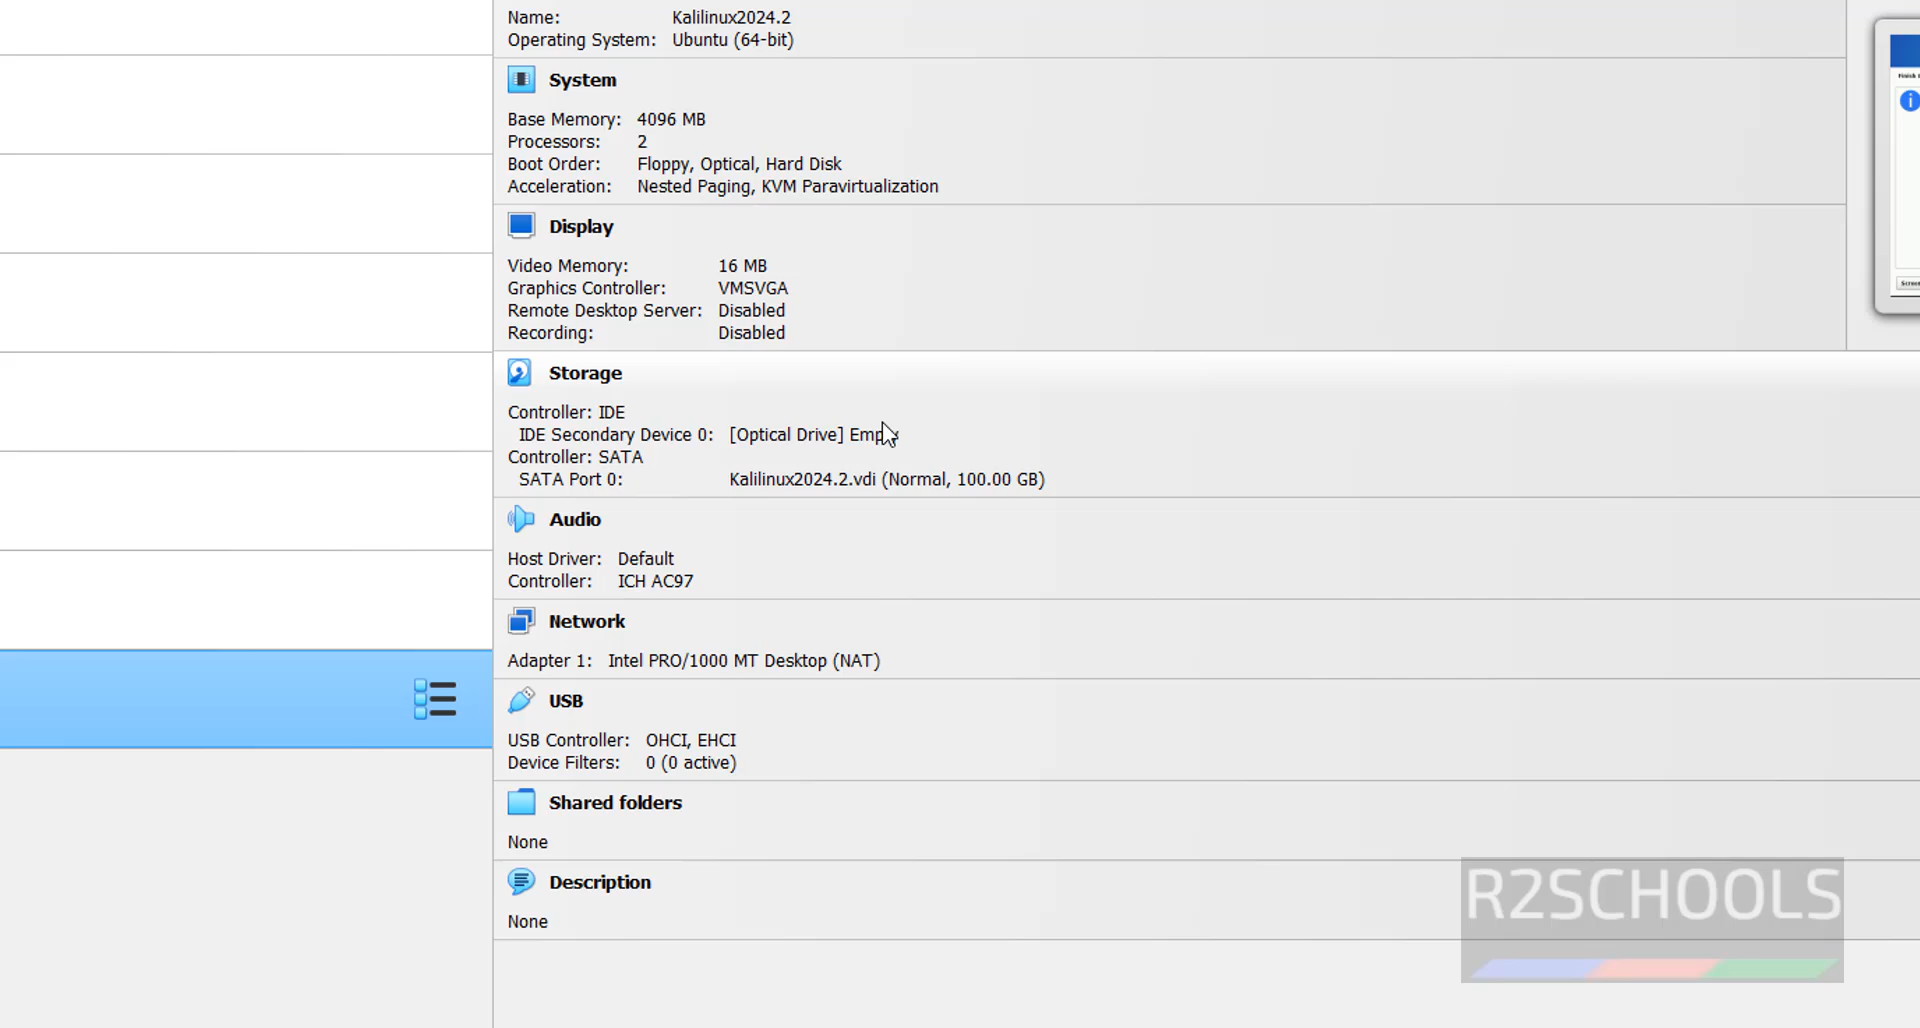 Name: Kalilinux2024.2
Operating System: Ubuntu (64-bit)
System
Base Memory: 4096 MB
Processors: 2
Boot Order: Floppy, Optical, Hard Disk
Acceleration: Nested Paging, KVM Paravirtualization
Display
Video Memory: 16 MB
Graphics Controller: VMSVGA
Remote Desktop Server: Disabled
Recording: Disabled
Storage
Controller: IDE
IDE Secondary Device 0: [Optical Drive] Empty
Controller: SATA
SATA Port 0: Kalilinux2024.2.vdi (Normal, 100.00 GB)
Audio
Host Driver: Default
Controller: ICH AC97
Network
Adapter 1: Intel PRO/1000 MT Desktop (NAT)
USB
USB Controller: OHCI, EHCI
Device Filters: 0 (0 active)
Shared folders
None
Description
None
R2SCHOOLS
Finish